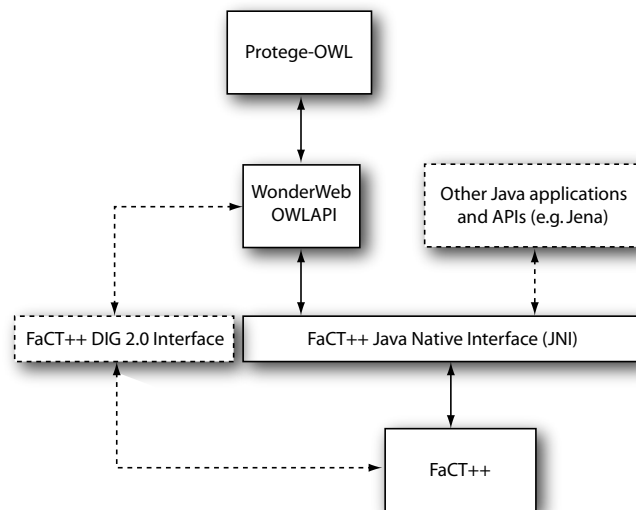 Protege-OWL
WonderWeb
OWLAPI
Other Java applications
and APIs (e.g. Jena)
FaCT++ DIG 2.0 Interface
FaCT++ Java Native Interface (JNI)
FaCT++